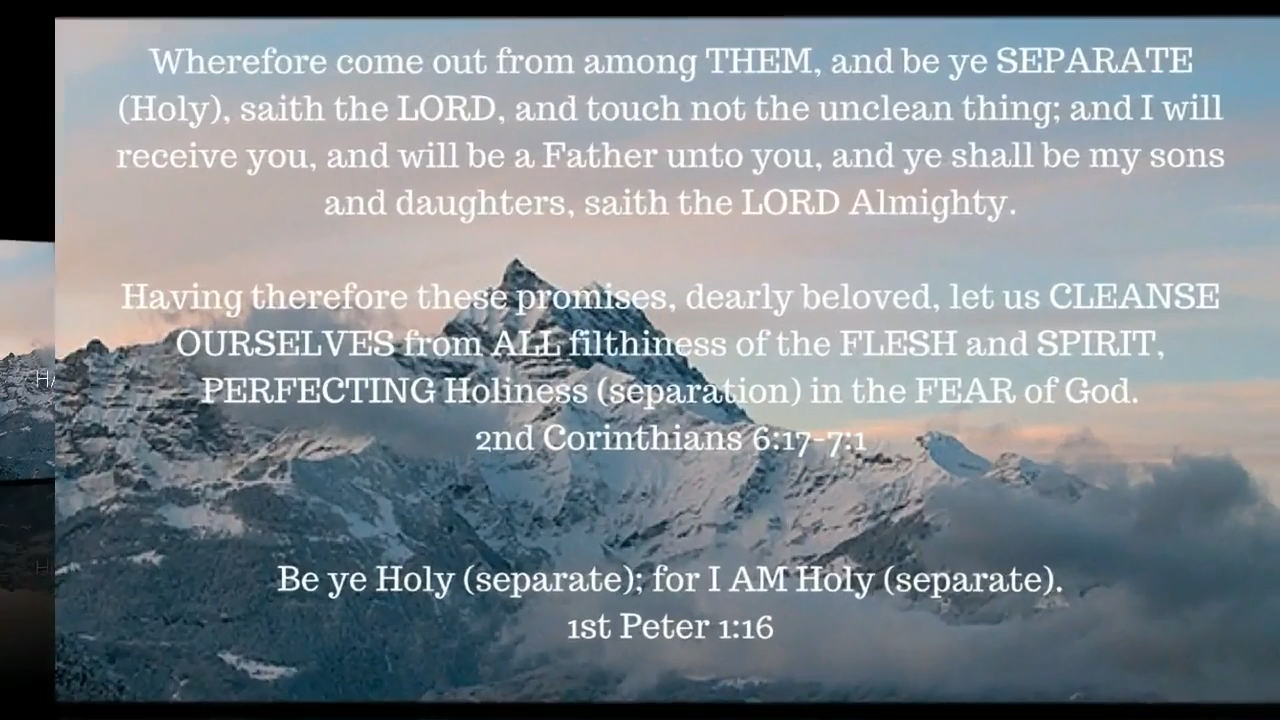 Wherefore come out from among THEM, and be ye SEPARATE
(Holy), saith the LORD, and touch not the unclean thing; and I will
receive you, and will be a Father unto you, and ye shall be my sons
and daughters, saith the LORD Almighty.
Having therefore these promises, dearly beloved, let us CLEANSE
OURSELVES from ALL filthiness of the FLESH and SPIRIT,
PERFECTING Holiness (separation) in the FEAR of God.
2nd Corinthians 6:17-7:1
Be ye Holy (separate); for I AM Holy (separate).
1st Peter 1:16